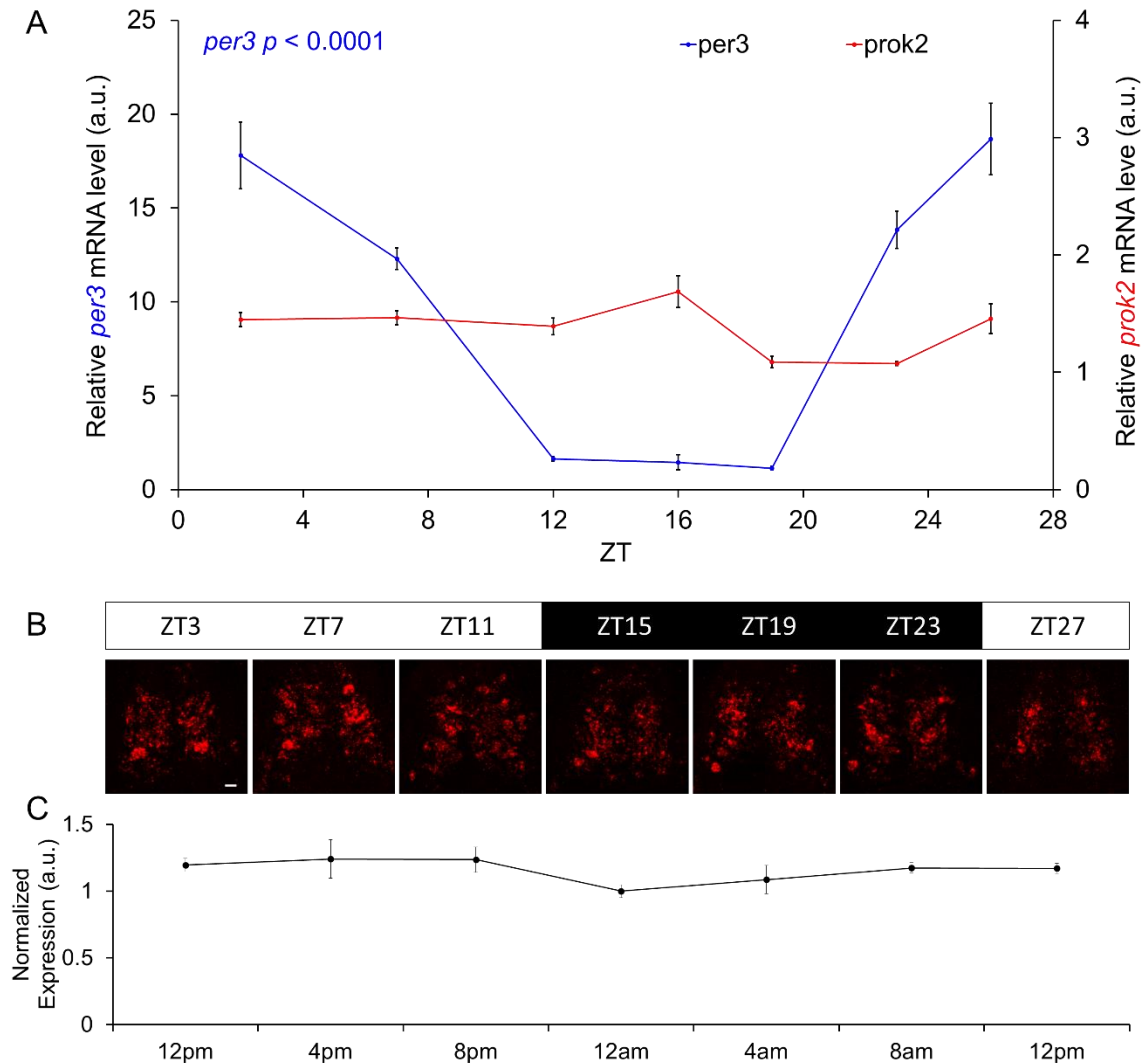 A
per3 p < 0.0001
per3
prok2
Relative per3 mRNA level (a.u.)
25
20
15
10
5
0
Relative prok2 mRNA leve (a.u.)
4
3
2
1
0
0 4 8 12 16 20 24 28
ZT
B
ZT3 ZT7 ZT11 ZT15 ZT19 ZT23 ZT27
C
Normalized
Expression (a.u.)
1.5
1
0.5
0
12pm 4pm 8pm 12am 4am 8am 12pm